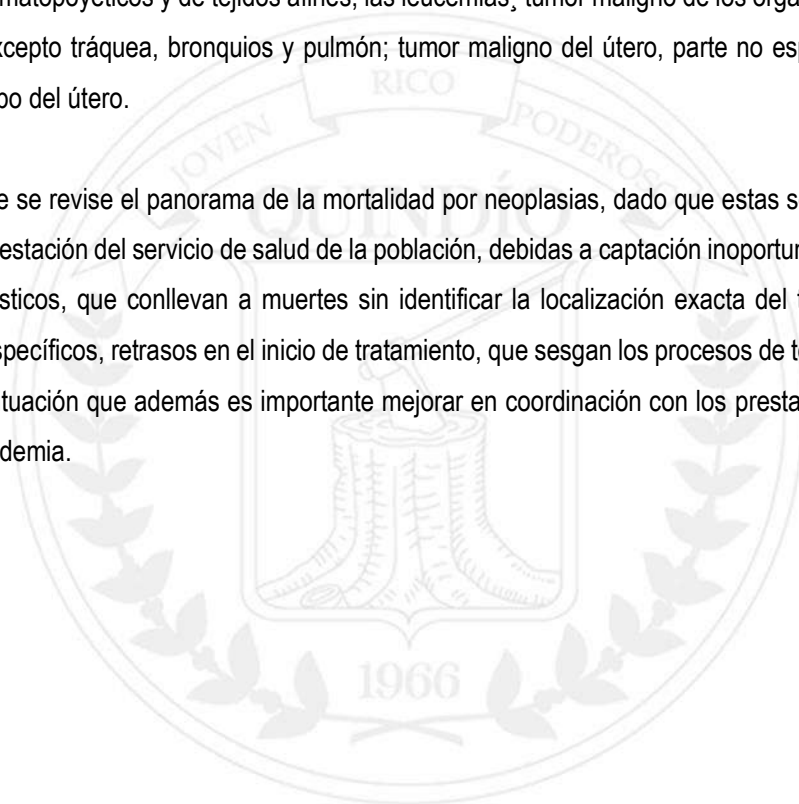 matopoyéticos y de tejidos afines, las leucemias¸ tumor maligno de los órga
xcepto tráquea, bronquios y pulmón; tumor maligno del útero, parte no esp
po del útero.
e se revise el panorama de la mortalidad por neoplasias, dado que estas s
estación del servicio de salud de la población, debidas a captación inoportu
sticos, que conllevan a muertes sin identificar la localización exacta del
specíficos, retrasos en el inicio de tratamiento, que sesgan los procesos de t
tuación que además es importante mejorar en coordinación con los presta
demia.
JOVEN RICO PODEROSO
QUINDÍO
1966